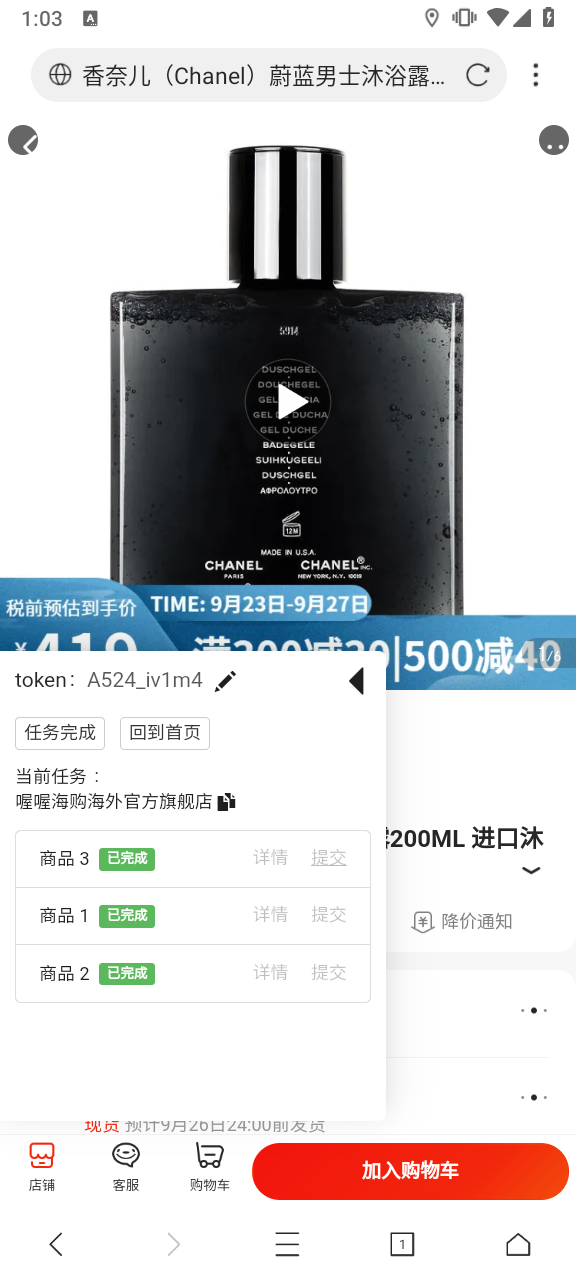 1:03
A
香奈儿（Chanel）蔚蓝男士沐浴露...
5914
DUSCHGEL
DOUCHEGEL
GEL DE DUCHA
GEL DUCHE
BADEGELE
SUIHKUGEELI
DUSCHGEL
ΑΦΡΟΛΟΥΤΡΟ
12M
MADE IN U.S.A.
CHANEL CHANEL® INC.
PARIS NEW YORK, N.Y. 10019
税前预估到手价 TIME: 9月23日-9月27日
¥419 满300减20|500减40
1/6
token： A524_iv1m4
任务完成 回到首页
当前任务：
喔喔海购海外官方旗舰店
200ML 进口沐
商品 3 已完成 详情 提交
商品 1 已完成 详情 提交
降价通知
商品 2 已完成 详情 提交
现货 预计9月26日24:00前发货
店铺 客服 购物车 加入购物车
1